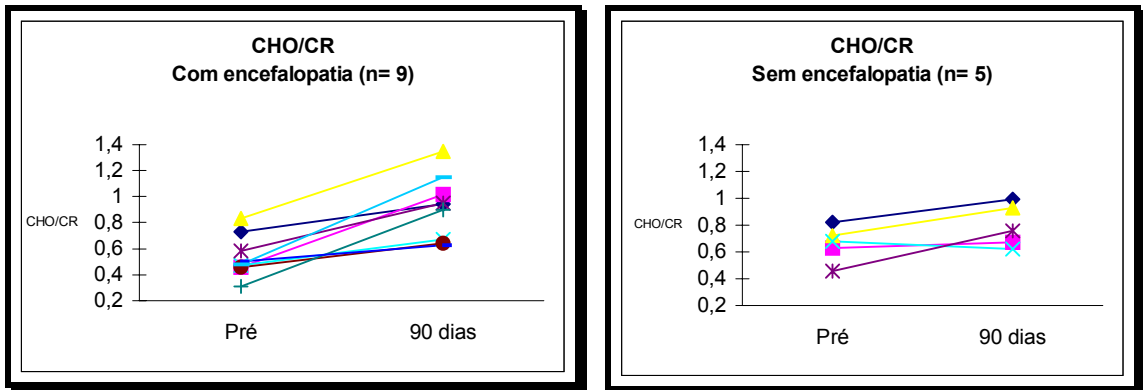 CHO/CR
Com encefalopatia (n= 9)
1,4
1,2
1
0,8
0,6
0,4
0,2
CHO/CR
Pré
90 dias
CHO/CR
Sem encefalopatia (n= 5)
1,4
1,2
1
0,8
0,6
0,4
0,2
CHO/CR
Pré
90 dias